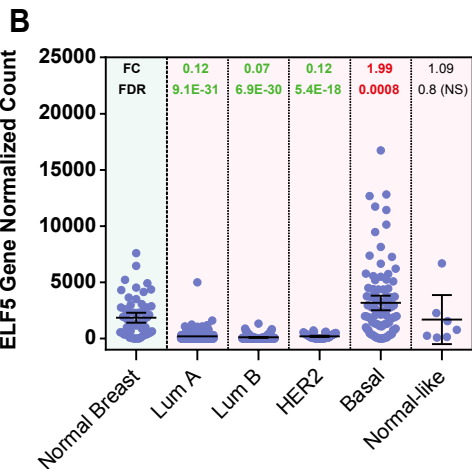 B
ELF5 Gene Normalized Count
25000
20000
15000
10000
5000
0
FC 0.12 0.07 0.12 1.99 1.09
FDR 9.1E-31 6.9E-30 5.4E-18 0.0008 0.8 (NS)
Normal Breast
Lum A
Lum B
HER2
Basal
Normal-like